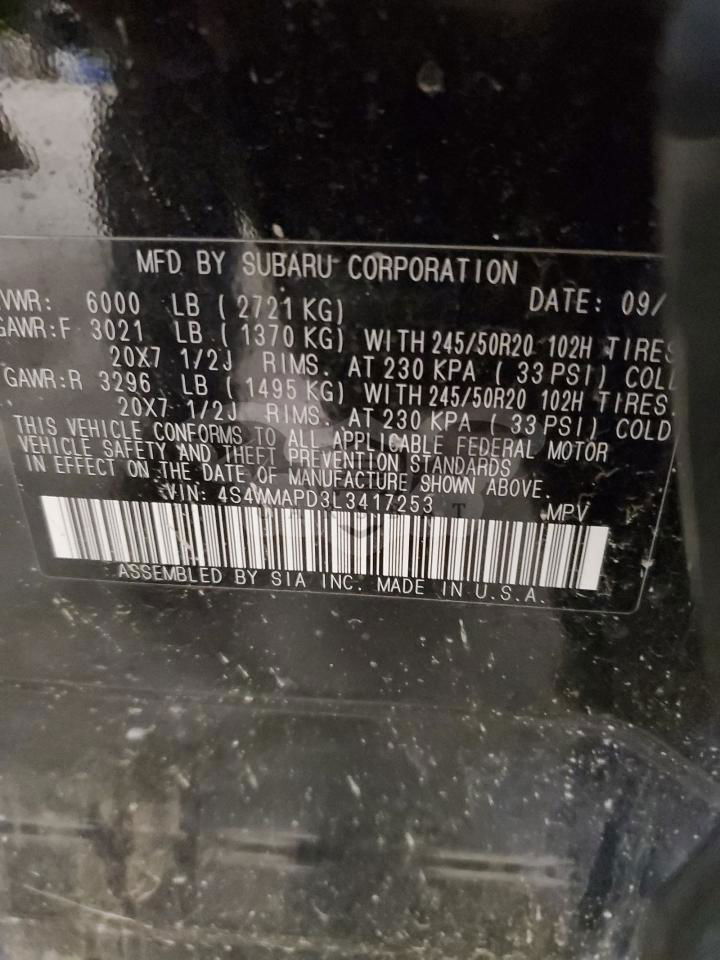 MFD BY SUBARU CORPORATION
VWR: 6000 LB ( 2721 KG) DATE: 09/
GAWR:F 3021 LB ( 1370 KG) WITH 245/50R20 102H TIRES
20X7 1/2J RIMS. AT 230 KPA ( 33 PSI) COL
GAWR:R 3296 LB ( 1495 KG) WITH 245/50R20 102H TIRES.
20X7 1/2J RIMS. AT 230 KPA ( 33 PSI) COLD
THIS VEHICLE CONFORMS TO ALL APPLICABLE FEDERAL MOTOR
VEHICLE SAFETY AND THEFT PREVENTION STANDARDS
IN EFFECT ON THE DATE OF MANUFACTURE SHOWN ABOVE.
VIN: 4S4WMAPD3L3417253 T MPV
ASSEMBLED BY SIA INC. MADE IN U.S.A.